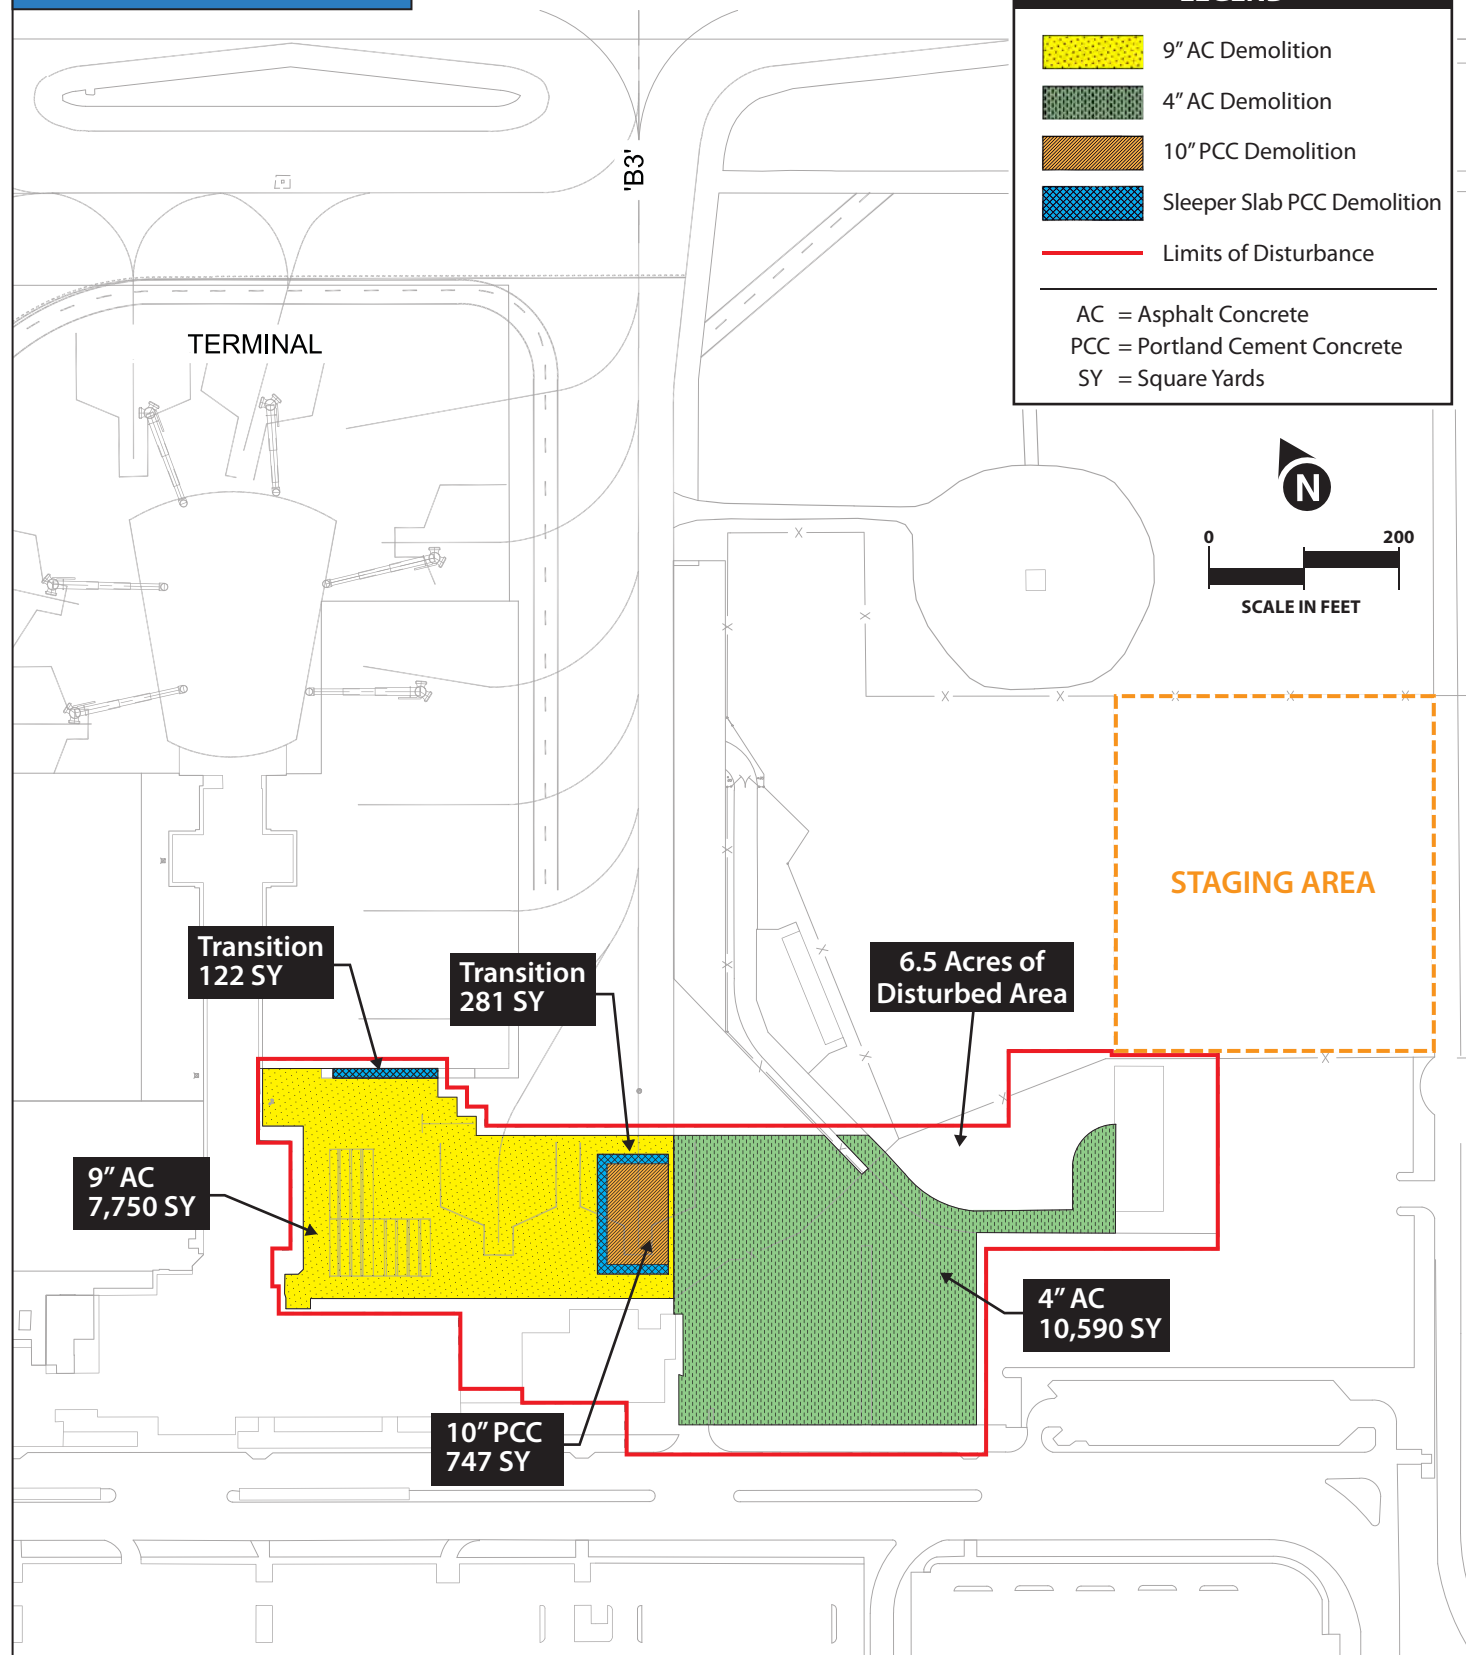 9" AC Demolition
4" AC Demolition
10" PCC Demolition
Sleeper Slab PCC Demolition
Limits of Disturbance
AC = Asphalt Concrete
PCC = Portland Cement Concrete
SY = Square Yards
'B3'
TERMINAL
N
0 200
SCALE IN FEET
STAGING AREA
Transition
122 SY
Transition
281 SY
6.5 Acres of
Disturbed Area
9" AC
7,750 SY
4" AC
10,590 SY
10" PCC
747 SY